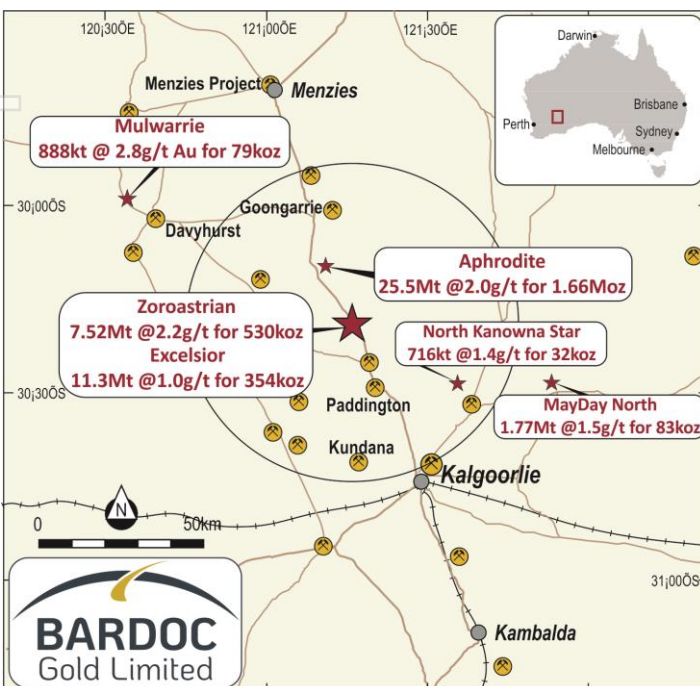 120¡30ÕE
121¡00ÕE
121¡30ÕE
Darwin
Brisbane
Perth
Sydney
Melbourne
Menzies Project
Menzies
Mulwarrie
888kt @ 2.8g/t Au for 79koz
30¡00ÕS
Goongarrie
Davyhurst
Aphrodite
25.5Mt @2.0g/t for 1.66Moz
Zoroastrian
7.52Mt @2.2g/t for 530koz
Excelsior
11.3Mt @1.0g/t for 354koz
North Kanowna Star
716kt @1.4g/t for 32koz
30¡30ÕS
Paddington
MayDay North
1.77Mt @1.5g/t for 83koz
Kundana
Kalgoorlie
N
0
50km
31¡00ÕS
BARDOC
Gold Limited
Kambalda